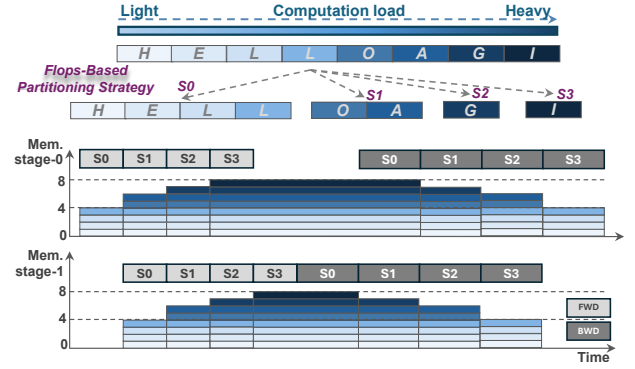 Light Computation load Heavy
H E L L O A G I
Flops-Based
Partitioning Strategy
S0 S1 S2 S3
H E L L O A G I
Mem.
stage-0
S0 S1 S2 S3 S0 S1 S2 S3
8
4
0
Mem.
stage-1
S0 S1 S2 S3 S0 S1 S2 S3
8
4
0
FWD
BWD
Time